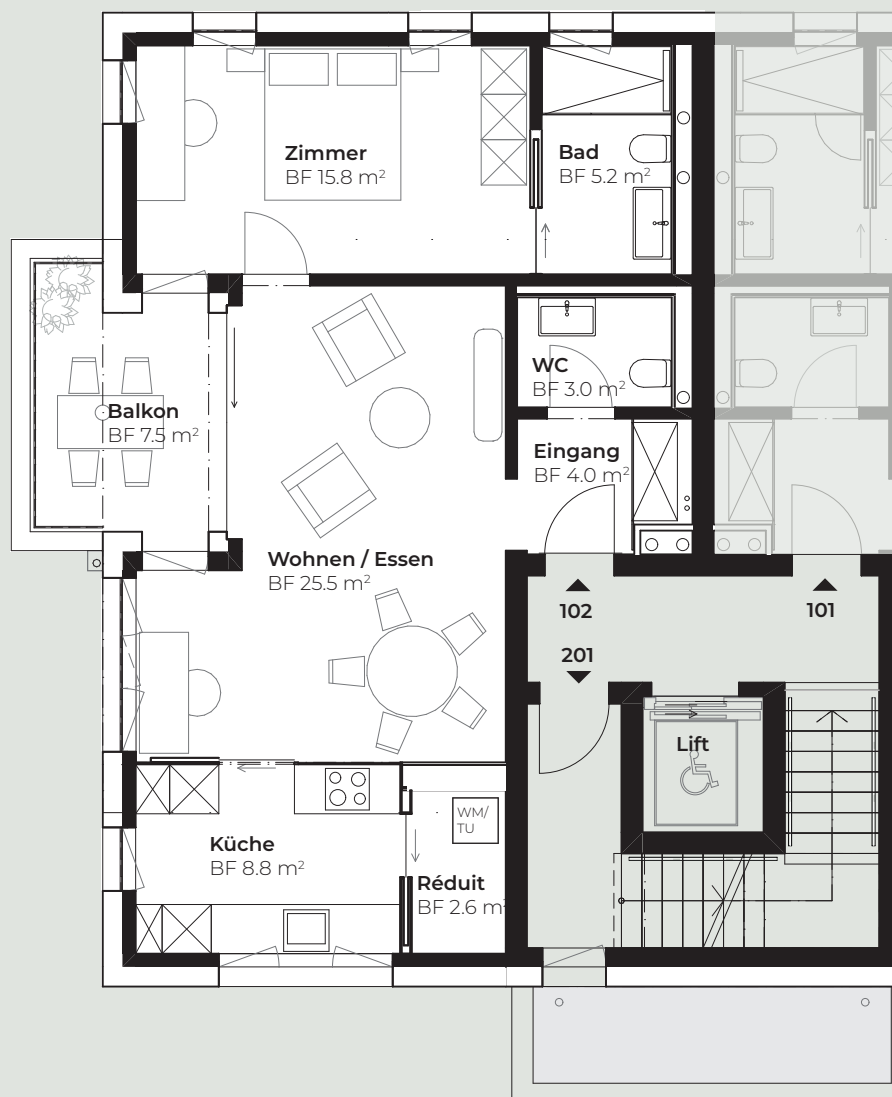 Zimmer
BF 15.8 m²
Bad
BF 5.2 m²
WC
BF 3.0 m²
Balkon
BF 7.5 m²
Eingang
BF 4.0 m²
Wohnen / Essen
BF 25.5 m²
102
101
201
Lift
WM/
TU
Küche
BF 8.8 m²
Réduit
BF 2.6 m²